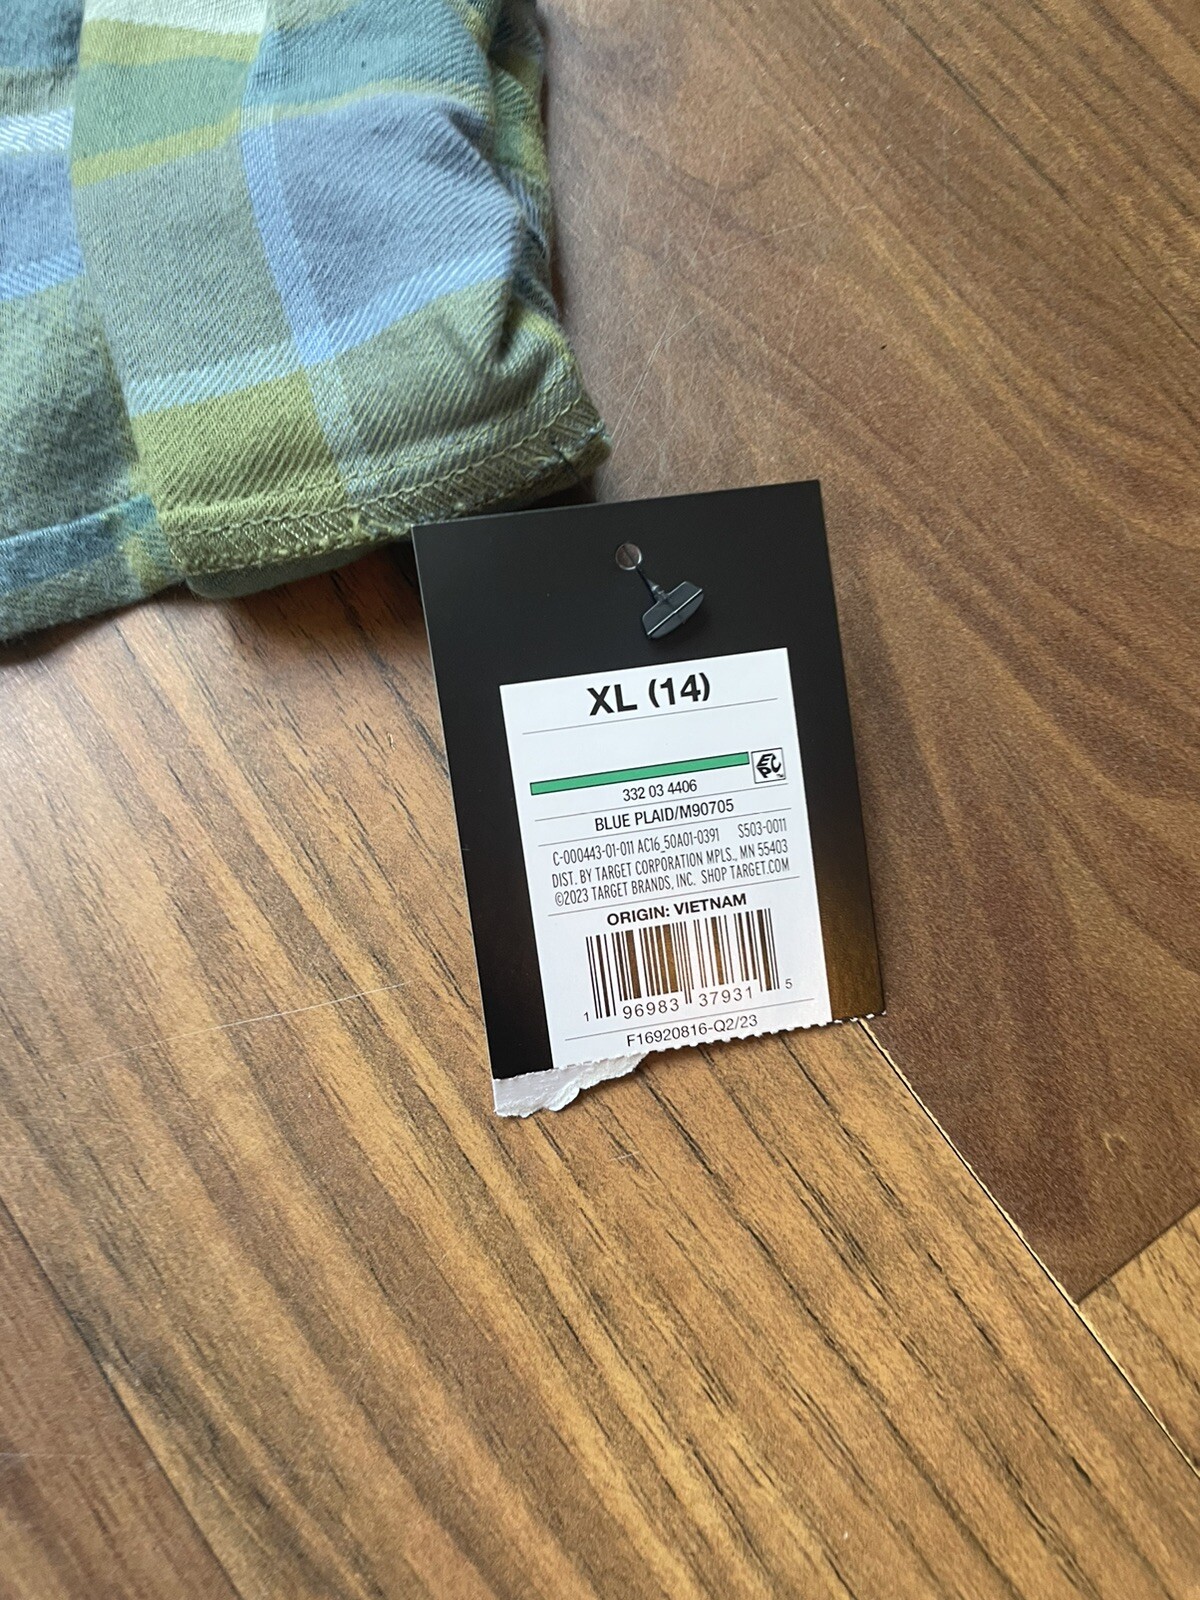 XL (14)
EPC™
332 03 4406
BLUE PLAID/M90705
C-000443-01-011 AC16_50A01-0391 S503-0011
DIST. BY TARGET CORPORATION MPLS., MN 55403
©2023 TARGET BRANDS, INC. SHOP TARGET.COM
ORIGIN: VIETNAM
1 96983 37931 5
F16920816-Q2/23